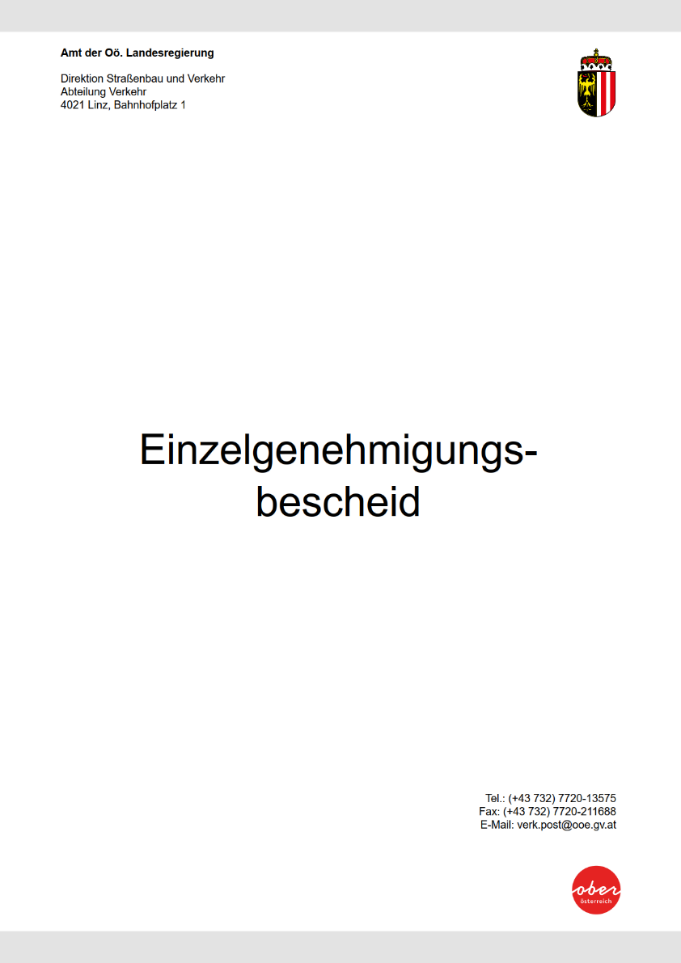 Amt der Oö. Landesregierung
Direktion Straßenbau und Verkehr
Abteilung Verkehr
4021 Linz, Bahnhofplatz 1
Einzelgenehmigungs-
bescheid
Tel.: (+43 732) 7720-13575
Fax: (+43 732) 7720-211688
E-Mail: verk.post@ooe.gv.at
ober
österreich